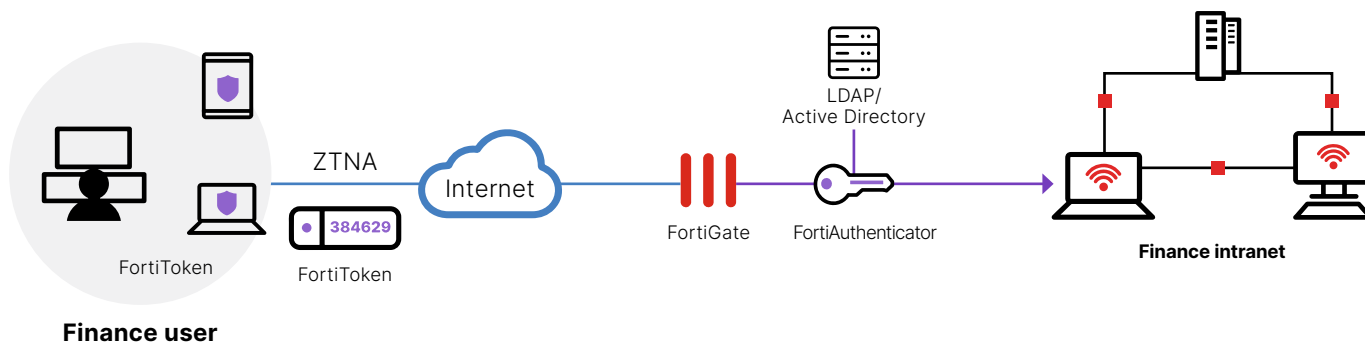 LDAP/
Active Directory
ZTNA
Internet
384629
FortiToken
FortiToken
FortiGate
FortiAuthenticator
Finance intranet
Finance user